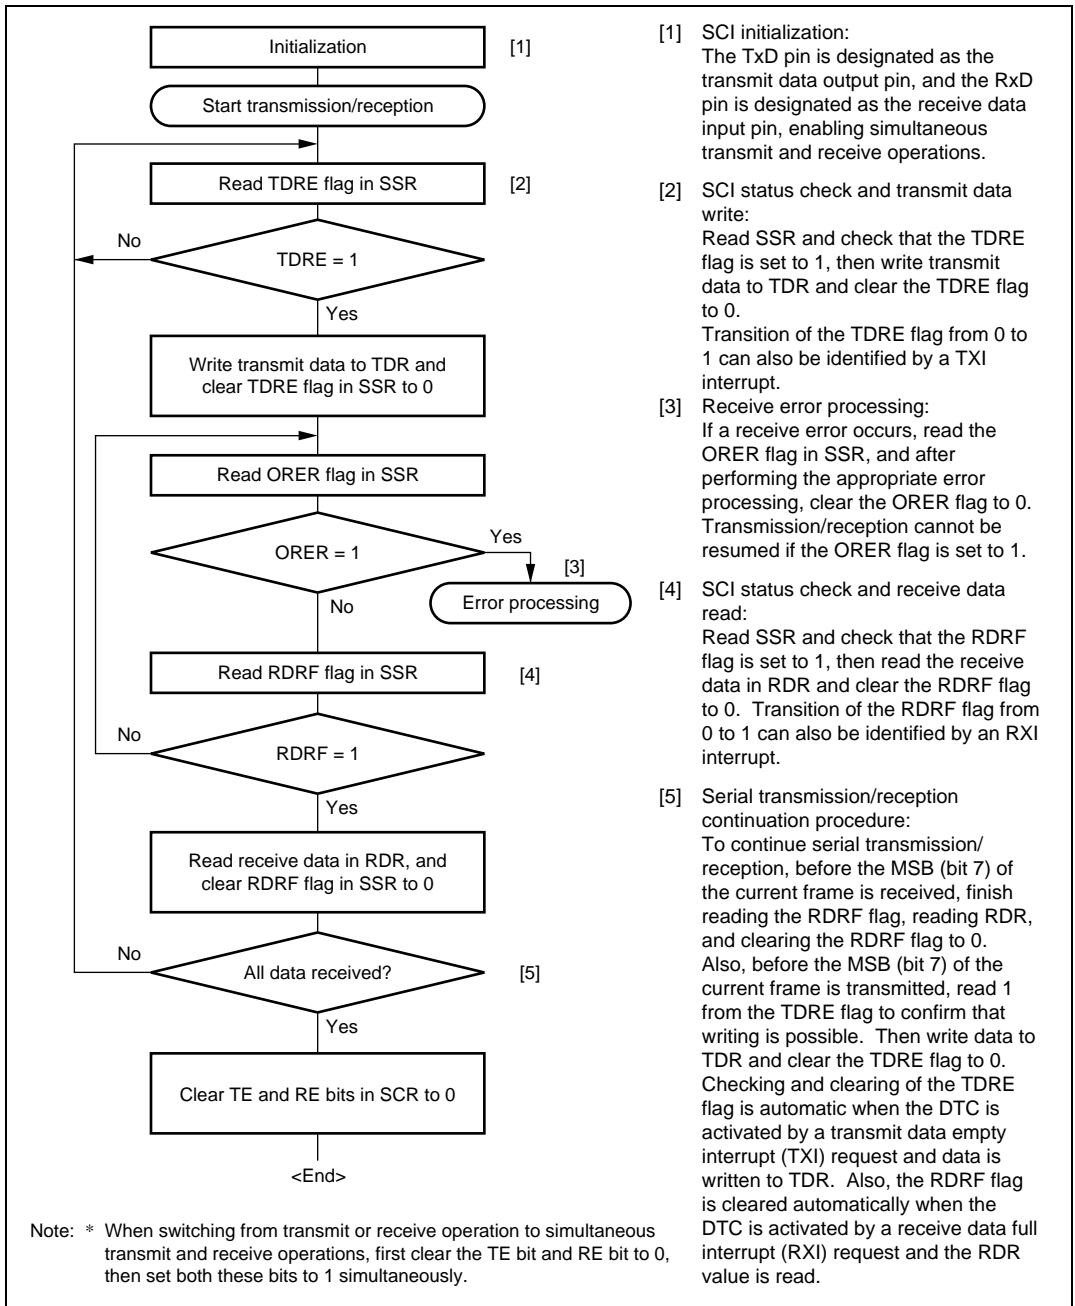 Initialization
[1]
Start transmission/reception
Read TDRE flag in SSR
[2]
No
TDRE = 1
Yes
Write transmit data to TDR and
clear TDRE flag in SSR to 0
Read ORER flag in SSR
Yes
ORER = 1
[3]
Error processing
No
Read RDRF flag in SSR
[4]
No
RDRF = 1
Yes
Read receive data in RDR, and
clear RDRF flag in SSR to 0
No
All data received?
[5]
Yes
Clear TE and RE bits in SCR to 0
<End>
[1] SCI initialization:
The TxD pin is designated as the
transmit data output pin, and the RxD
pin is designated as the receive data
input pin, enabling simultaneous
transmit and receive operations.
[2] SCI status check and transmit data
write:
Read SSR and check that the TDRE
flag is set to 1, then write transmit
data to TDR and clear the TDRE flag
to 0.
Transition of the TDRE flag from 0 to
1 can also be identified by a TXI
interrupt.
[3] Receive error processing:
If a receive error occurs, read the
ORER flag in SSR, and after
performing the appropriate error
processing, clear the ORER flag to 0.
Transmission/reception cannot be
resumed if the ORER flag is set to 1.
[4] SCI status check and receive data
read:
Read SSR and check that the RDRF
flag is set to 1, then read the receive
data in RDR and clear the RDRF flag
to 0. Transition of the RDRF flag from
0 to 1 can also be identified by an RXI
interrupt.
[5] Serial transmission/reception
continuation procedure:
To continue serial transmission/
reception, before the MSB (bit 7) of
the current frame is received, finish
reading the RDRF flag, reading RDR,
and clearing the RDRF flag to 0.
Also, before the MSB (bit 7) of the
current frame is transmitted, read 1
from the TDRE flag to confirm that
writing is possible. Then write data to
TDR and clear the TDRE flag to 0.
Checking and clearing of the TDRE
flag is automatic when the DTC is
activated by a transmit data empty
interrupt (TXI) request and data is
written to TDR. Also, the RDRF flag
is cleared automatically when the
DTC is activated by a receive data full
interrupt (RXI) request and the RDR
value is read.
Note: * When switching from transmit or receive operation to simultaneous
transmit and receive operations, first clear the TE bit and RE bit to 0,
then set both these bits to 1 simultaneously.